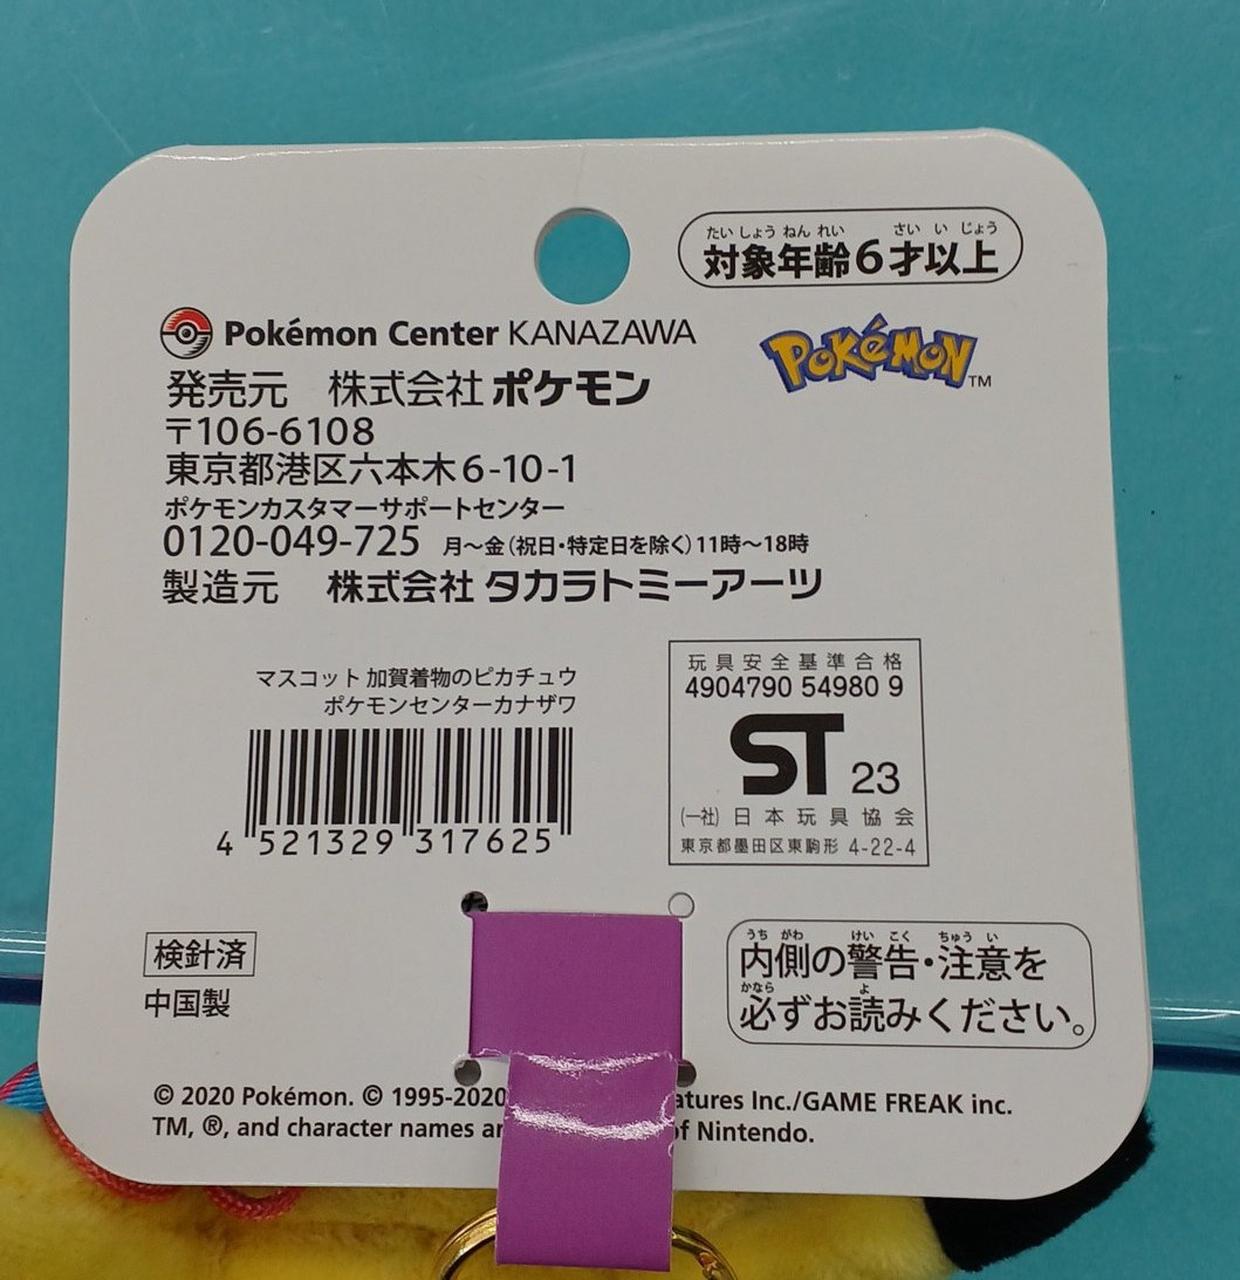 たいしょうねんれい さいいじょう
対象年齢6才以上
Pokémon Center KANAZAWA
POKéMON TM
発売元 株式会社 ポケモン
〒106-6108
東京都港区六本木6-10-1
ポケモンカスタマーサポートセンター
0120-049-725 月〜金(祝日・特定日を除く)11時〜18時
製造元 株式会社 タカラトミーアーツ
マスコット 加賀着物のピカチュウ
ポケモンセンターカナザワ
4 521329 317625
玩具安全基準合格
4904790 54980 9
ST 23
(一社)日本玩具協会
東京都墨田区東駒形 4-22-4
検針済
中国製
うちがわ けいこく ちゅうい
内側の警告・注意を
かなら よ
必ずお読みください。
© 2020 Pokémon. © 1995-2020 Inc./GAME FREAK inc.
TM, ®, and character names of Nintendo.